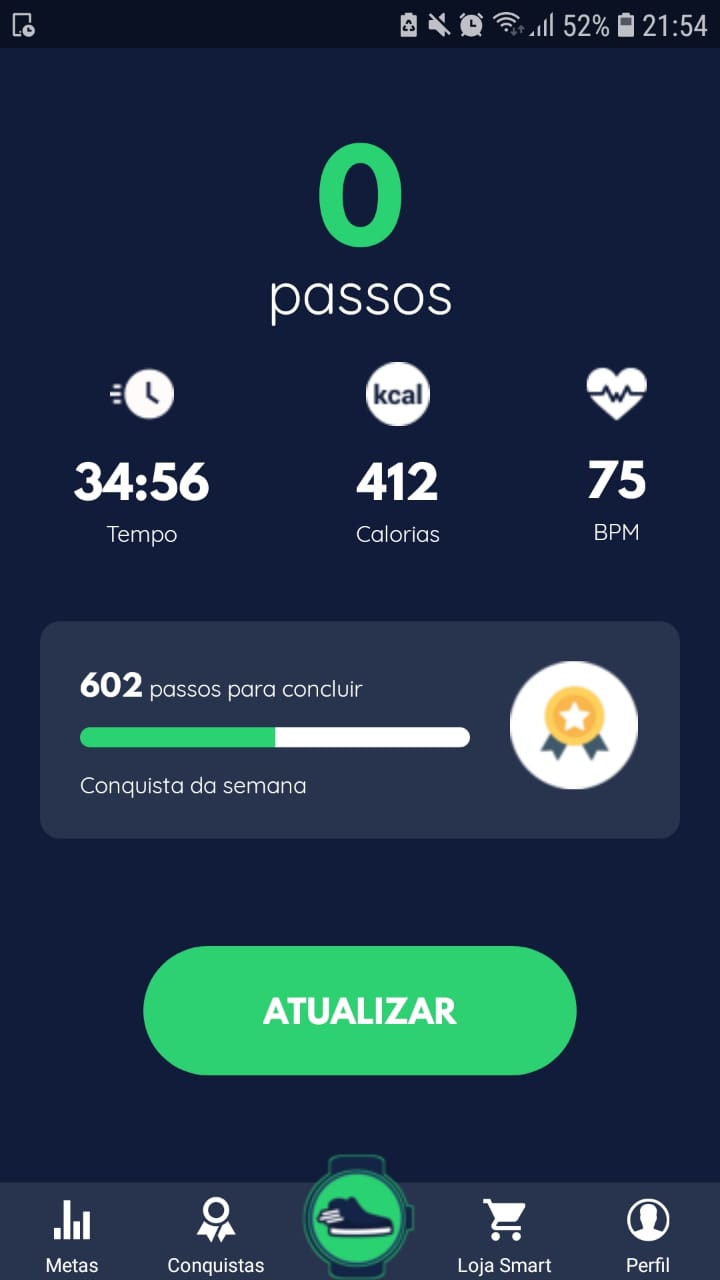 52% 21:54
0
passos
kcal
34:56 412 75
Tempo Calorias BPM
602 passos para concluir
Conquista da semana
ATUALIZAR
Metas Conquistas Loja Smart Perfil